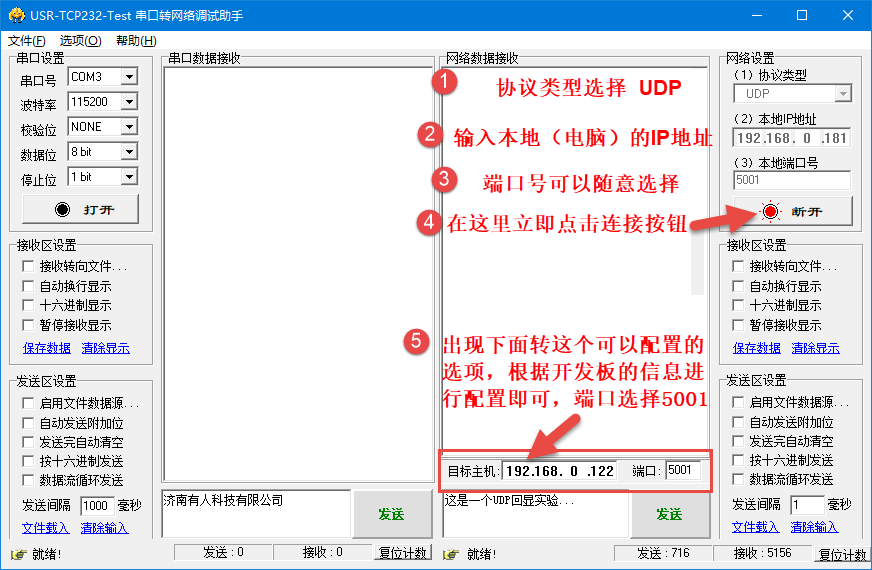 USR-TCP232-Test 串口转网络调试助手
文件(F) 选项(O) 帮助(H)
串口设置
串口号 COM3
波特率 115200
校验位 NONE
数据位 8 bit
停止位 1 bit
打开
接收区设置
接收转向文件...
自动换行显示
十六进制显示
暂停接收显示
保存数据 清除显示
发送区设置
启用文件数据源...
自动发送附加位
发送完自动清空
按十六进制发送
数据流循环发送
发送间隔 1000 毫秒
文件载入 清除输入
就绪!
串口数据接收
济南有人科技有限公司
发送
发送 : 0 接收 : 0 复位计数
网络数据接收
1 协议类型选择 UDP
2 输入本地（电脑）的IP地址
3 端口号可以随意选择
4 在这里立即点击连接按钮
5 出现下面转这个可以配置的
选项，根据开发板的信息进
行配置即可，端口选择5001
目标主机: 192.168. 0 .122 端口: 5001
这是一个UDP回显实验...
发送
就绪!
发送 : 716 接收 : 5156 复位计数
网络设置
(1) 协议类型
UDP
(2) 本地IP地址
192.168. 0 .181
(3) 本地端口号
5001
断开
接收区设置
接收转向文件...
自动换行显示
十六进制显示
暂停接收显示
保存数据 清除显示
发送区设置
启用文件数据源...
自动发送附加位
发送完自动清空
按十六进制发送
数据流循环发送
发送间隔 1 毫秒
文件载入 清除输入